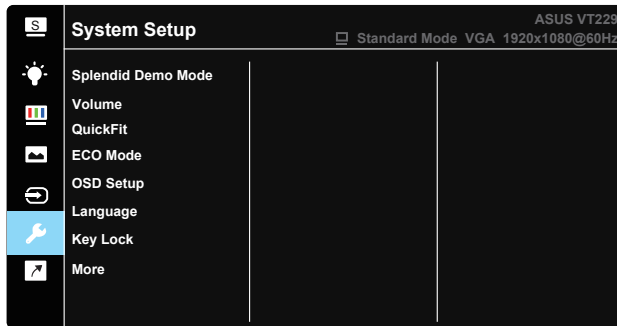 S
System Setup
ASUS VT229
Standard Mode VGA 1920x1080@60Hz
Splendid Demo Mode
Volume
QuickFit
ECO Mode
OSD Setup
Language
Key Lock
More